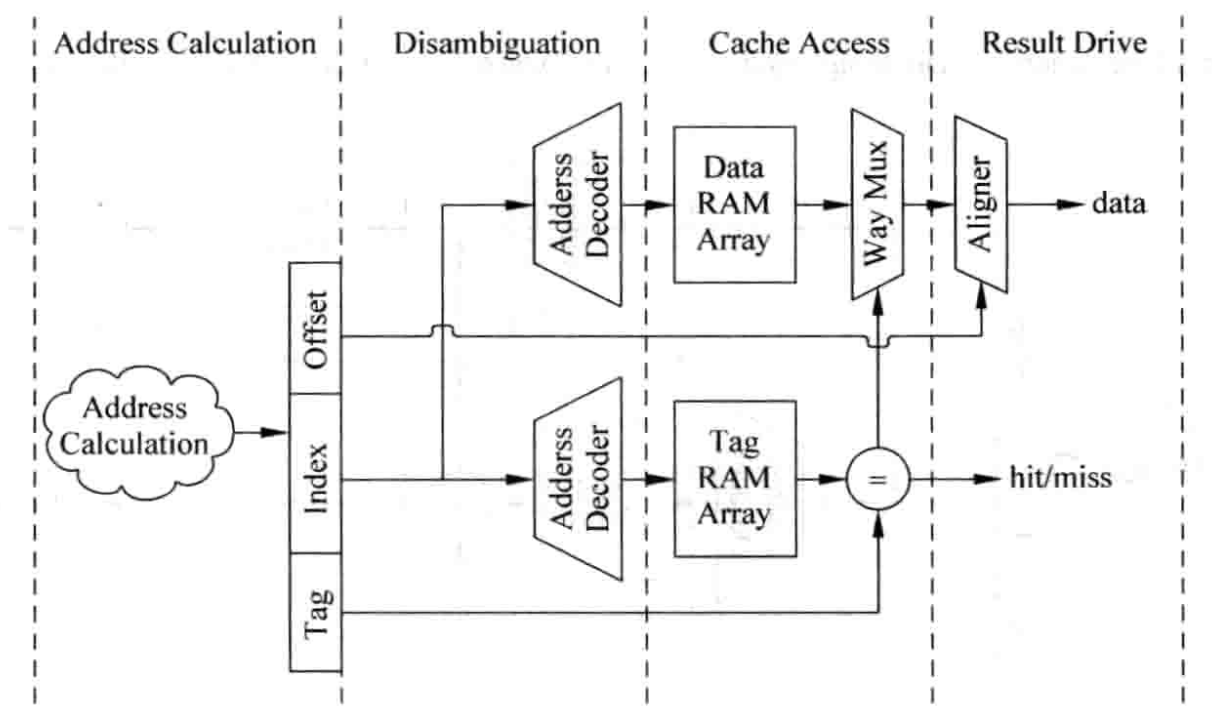 Address Calculation
Disambiguation
Cache Access
Result Drive
Adderss
Decoder
Data
RAM
Array
Way Mux
Aligner
data
Offset
Address
Calculation
Index
Adderss
Decoder
Tag
RAM
Array
=
hit/miss
Tag